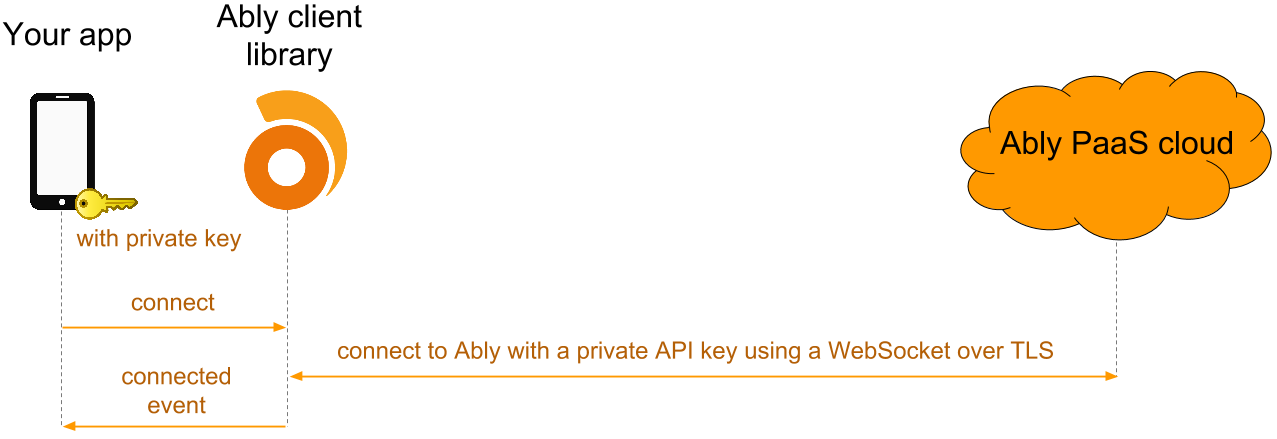 Your app
Ably client
library
Ably PaaS cloud
with private key
connect
connect to Ably with a private API key using a WebSocket over TLS
connected
event